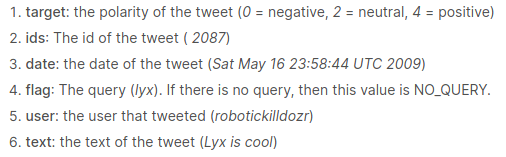 1. target: the polarity of the tweet (0 = negative, 2 = neutral, 4 = positive)
2. ids: The id of the tweet ( 2087)
3. date: the date of the tweet (Sat May 16 23:58:44 UTC 2009)
4. flag: The query (lyx). If there is no query, then this value is NO_QUERY.
5. user: the user that tweeted (robotickilldozr)
6. text: the text of the tweet (Lyx is cool)